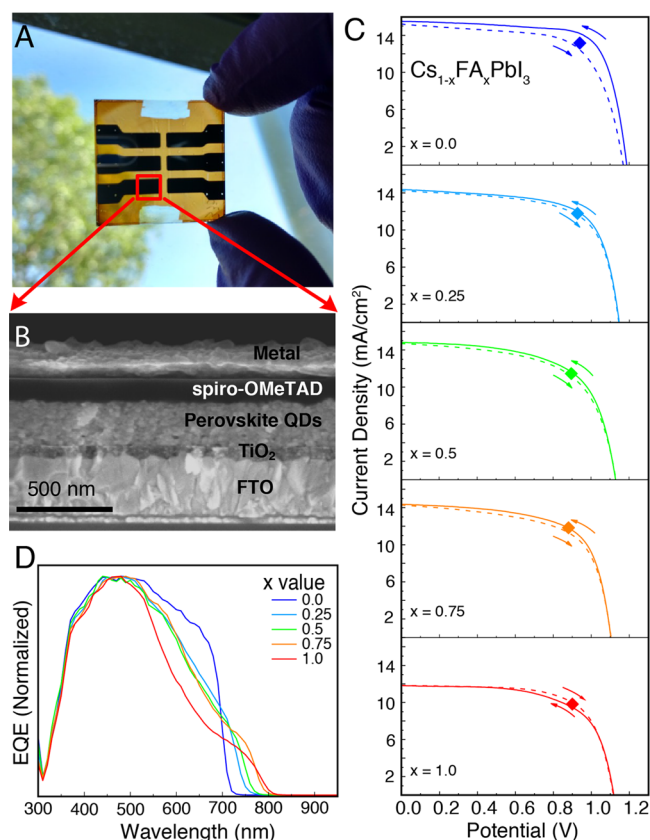 A
B
Metal
spiro-OMeTAD
Perovskite QDs
TiO₂
FTO
500 nm
C
Cs₁₋ₓFAₓPbI₃
14
10
6
2
x = 0.0
14
10
6
2
x = 0.25
14
10
6
2
x = 0.5
14
10
6
2
x = 0.75
14
10
6
2
x = 1.0
Current Density (mA/cm²)
0.0 0.2 0.4 0.6 0.8 1.0 1.2
Potential (V)
D
x value
0.0
0.25
0.5
0.75
1.0
EQE (Normalized)
300 400 500 600 700 800 900
Wavelength (nm)